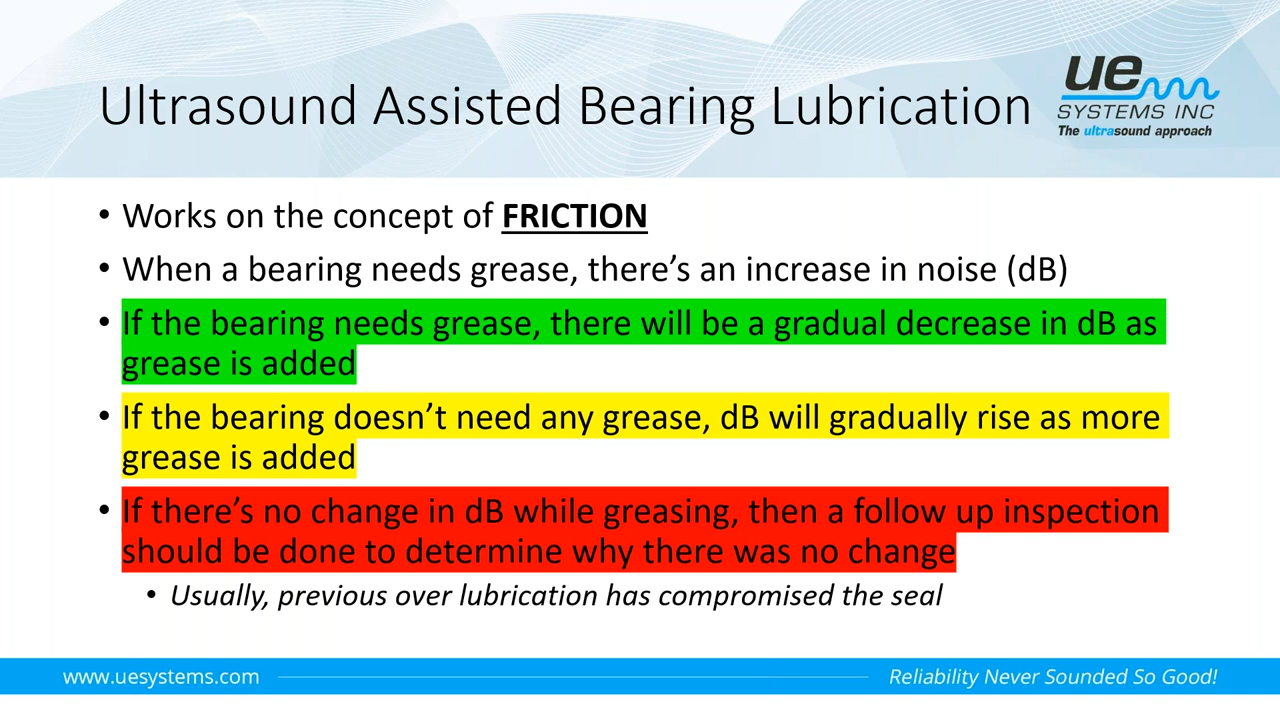 Ultrasound Assisted Bearing Lubrication
ue
SYSTEMS INC
The ultrasound approach
• Works on the concept of FRICTION
• When a bearing needs grease, there's an increase in noise (dB)
• If the bearing needs grease, there will be a gradual decrease in dB as
grease is added
• If the bearing doesn't need any grease, dB will gradually rise as more
grease is added
• If there's no change in dB while greasing, then a follow up inspection
should be done to determine why there was no change
• Usually, previous over lubrication has compromised the seal
www.uesystems.com
Reliability Never Sounded So Good!